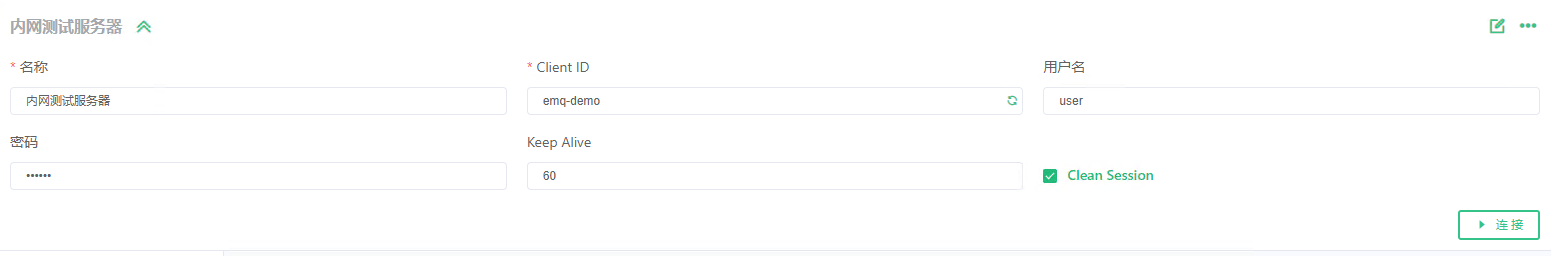 内网测试服务器
* 名称
* Client ID
用户名
内网测试服务器
emq-demo
user
密码
Keep Alive
••••••
60
Clean Session
连接